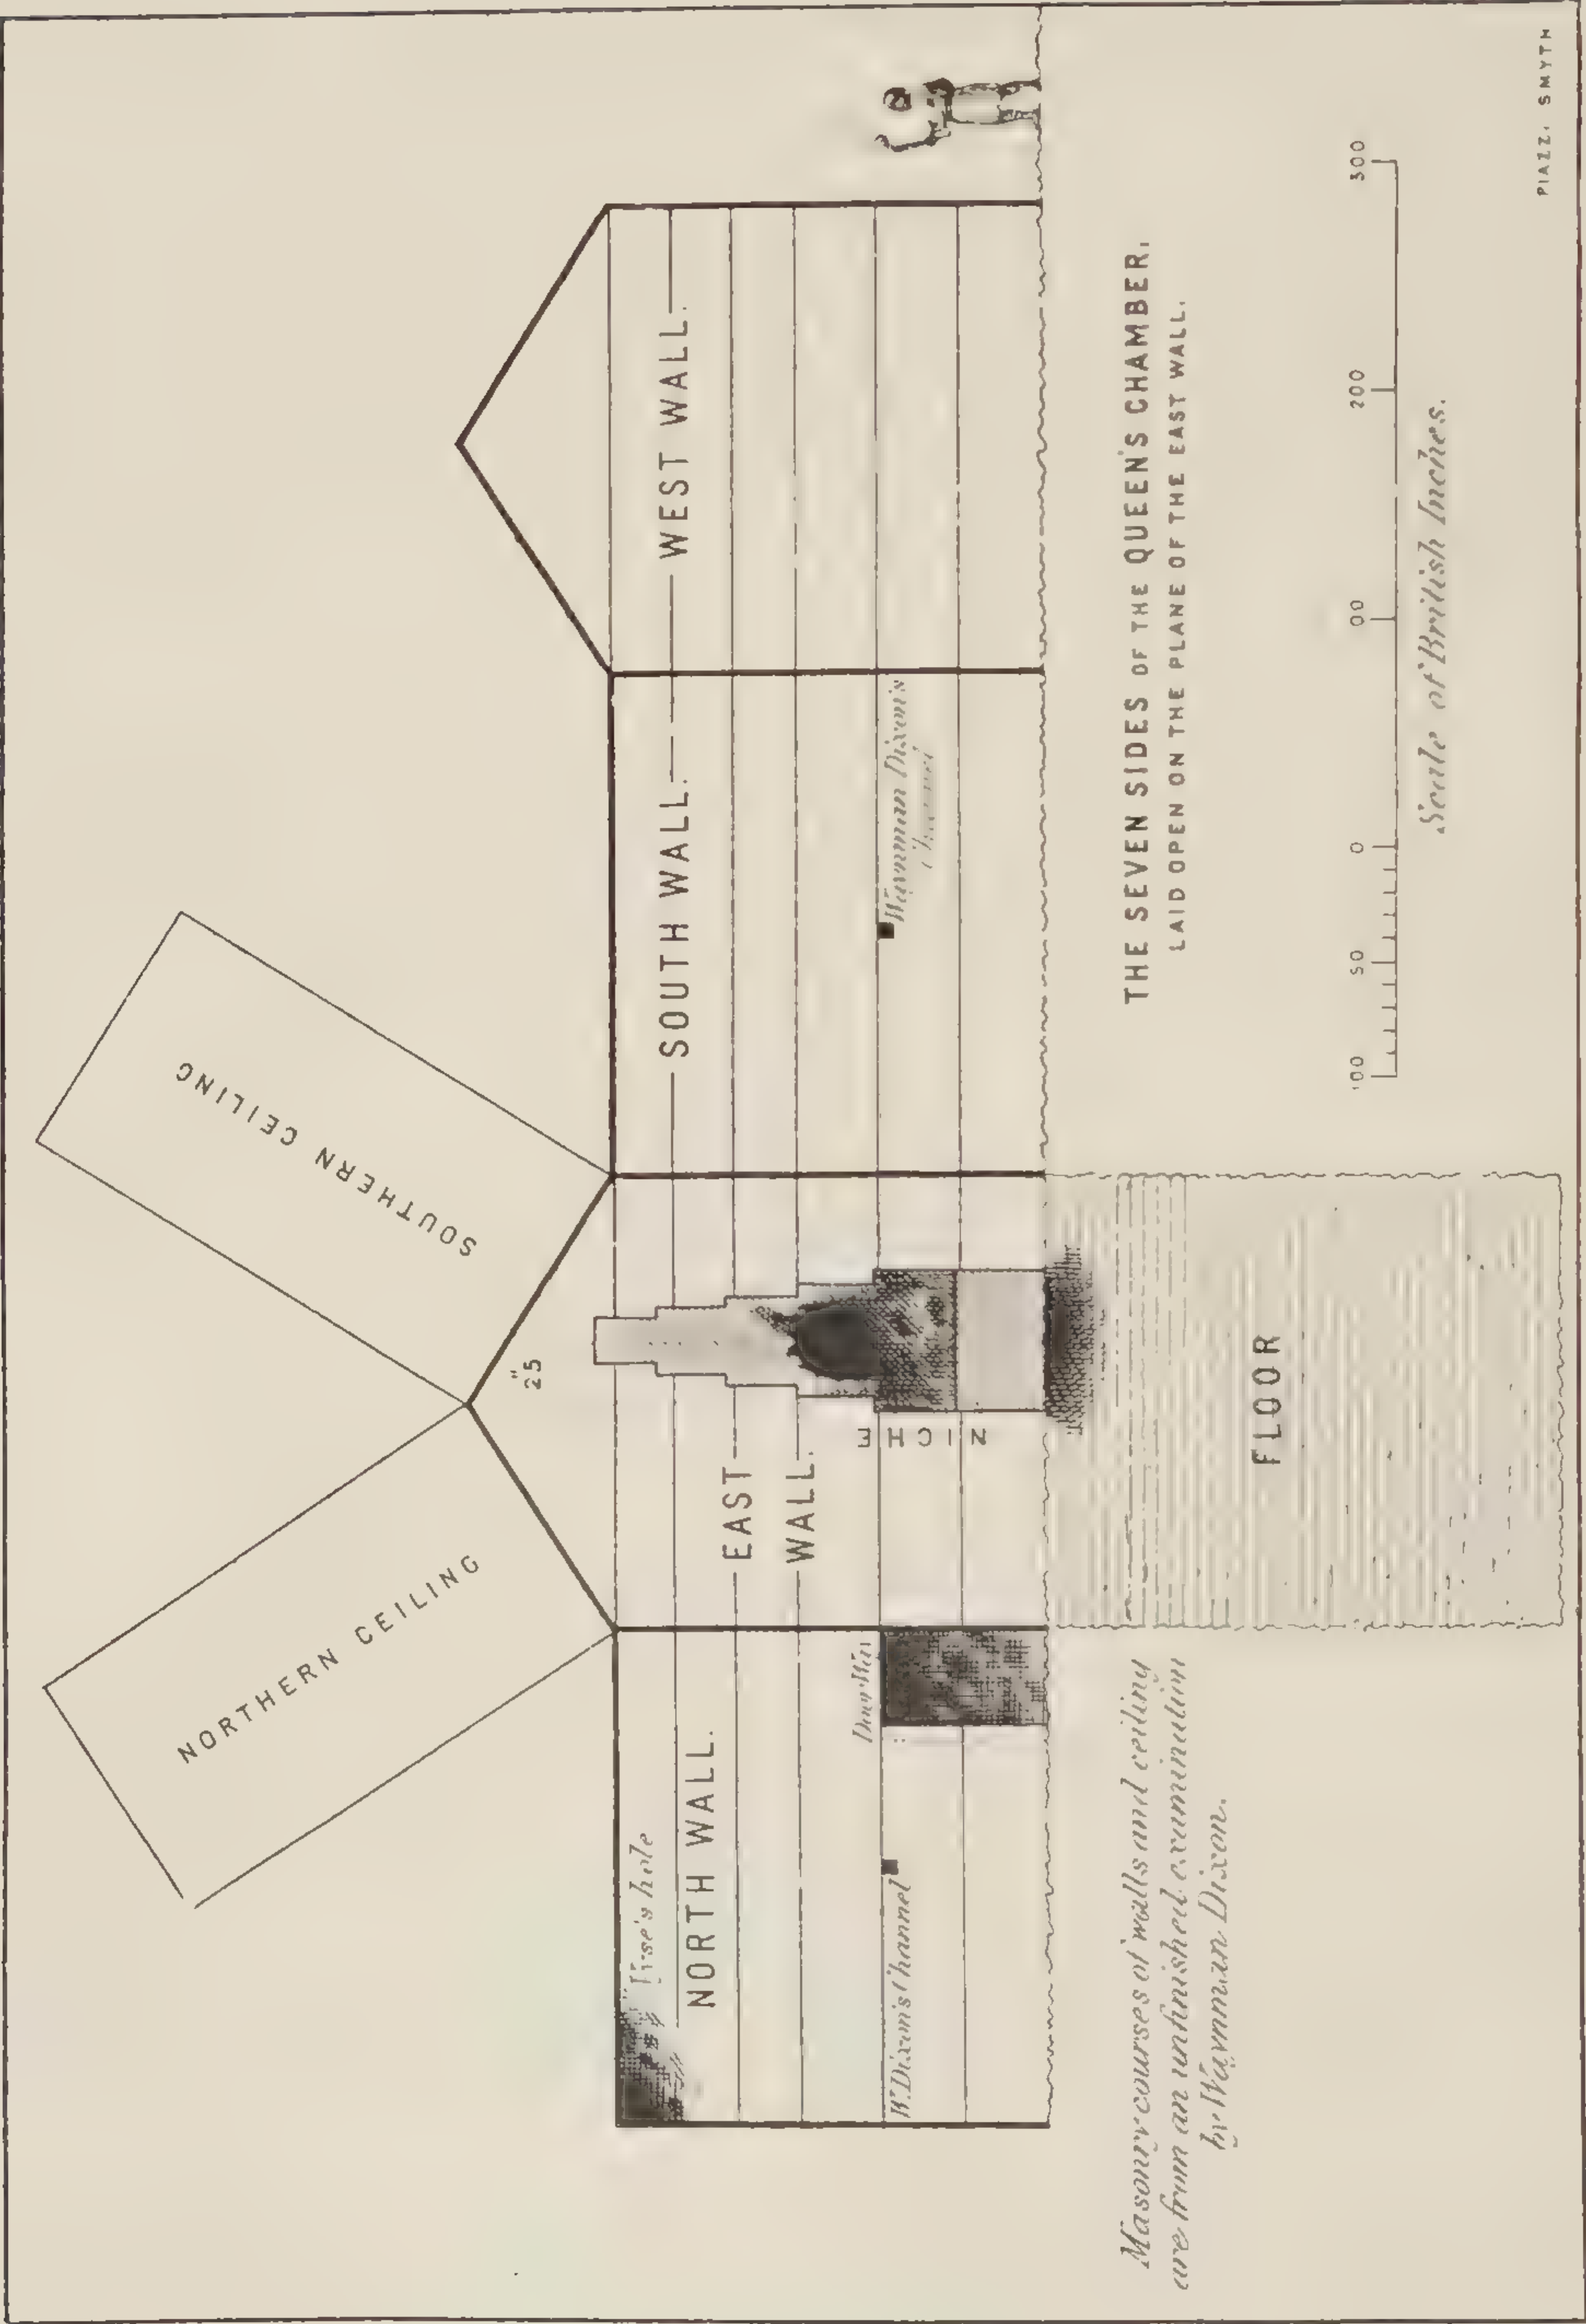 NORTHERN CEILING
SOUTHERN CEILING
2"5
NORTH WALL.
EAST
WALL.
SOUTH WALL.
WEST WALL.
hole
NICHE
W. Dixon's Channel
Waynman Dixon's
FLOOR
THE SEVEN SIDES OF THE QUEEN'S CHAMBER,
LAID OPEN ON THE PLANE OF THE EAST WALL.
Masonry courses of walls and ceiling
are from an unfinished examination
by Waynman Dixon.
100 50 0 00 200 300
Scale of British Inches.
PIAZZI SMYTH